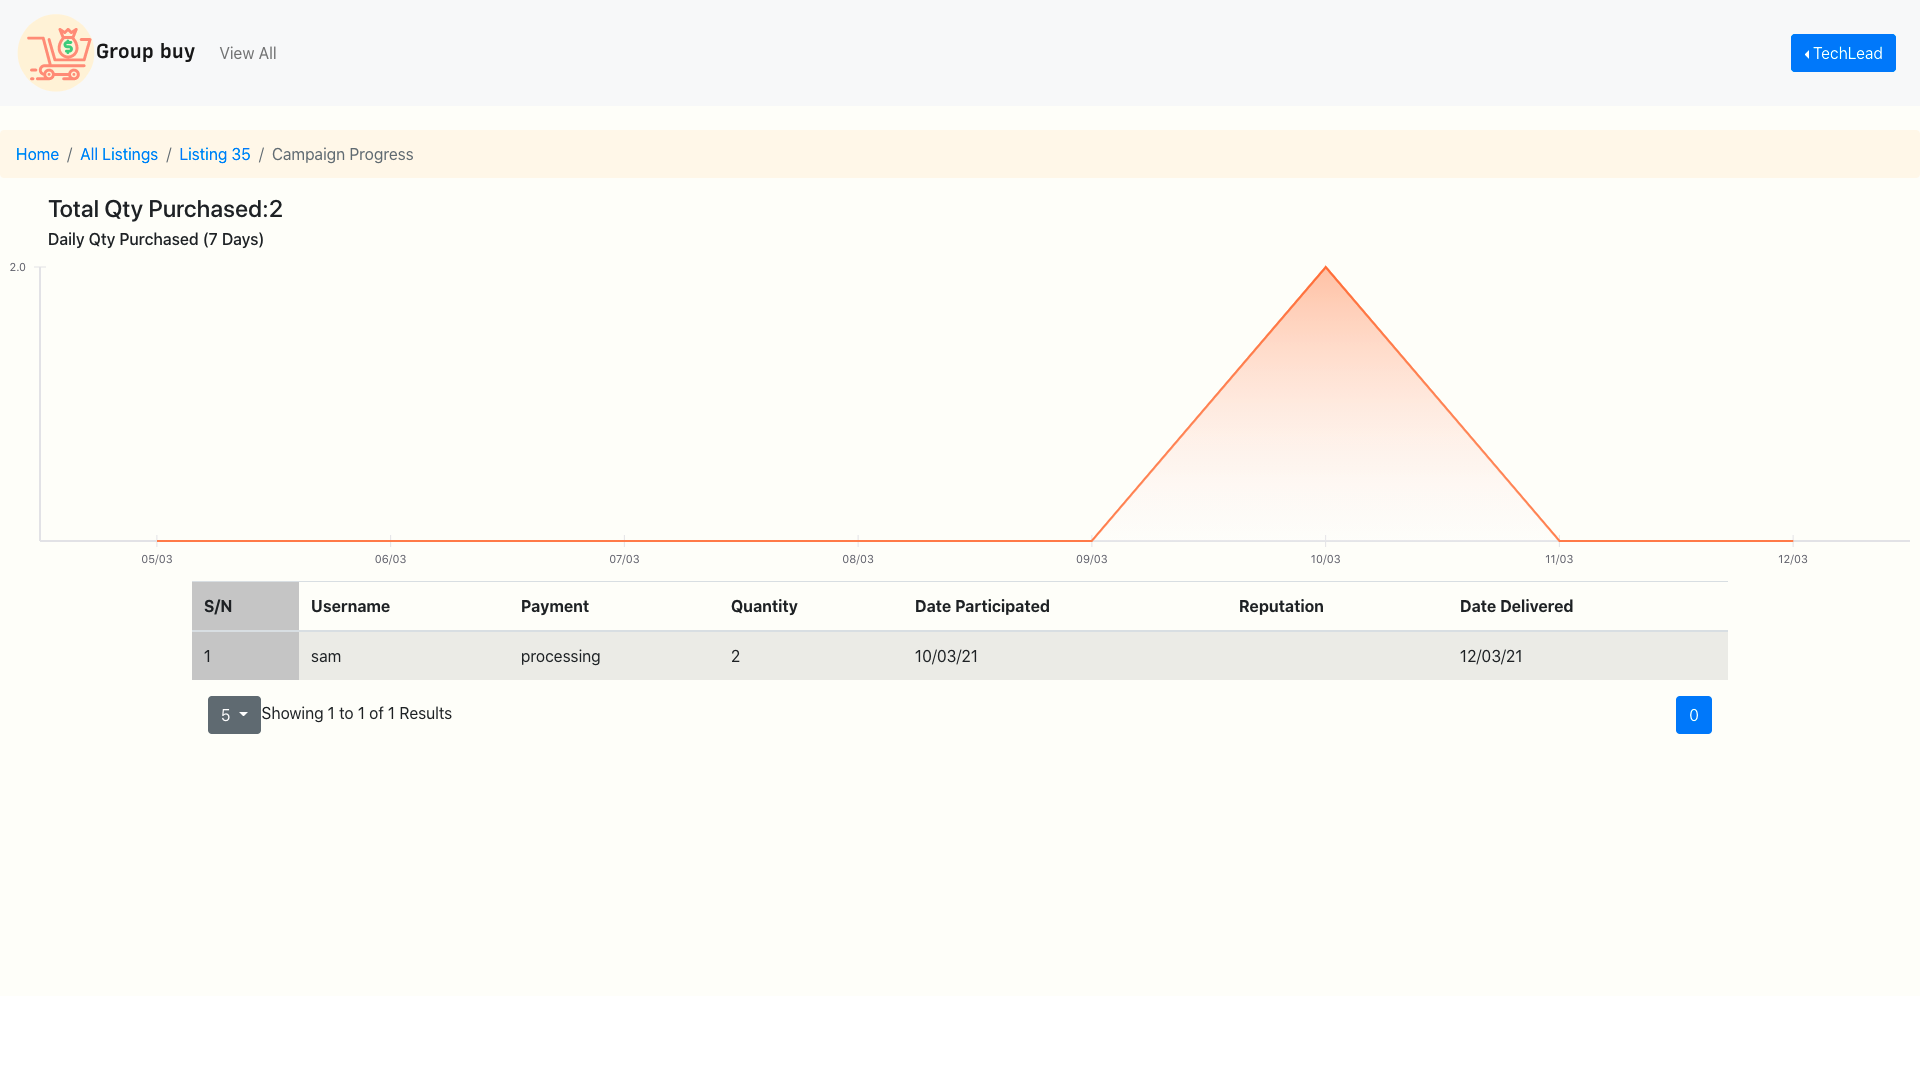 $
Group buy View All TechLead
Home / All Listings / Listing 35 / Campaign Progress
Total Qty Purchased:2
Daily Qty Purchased (7 Days)
2.0
05/03 06/03 07/03 08/03 09/03 10/03 11/03 12/03
S/N Username Payment Quantity Date Participated Reputation Date Delivered
1 sam processing 2 10/03/21 12/03/21
5 Showing 1 to 1 of 1 Results 0